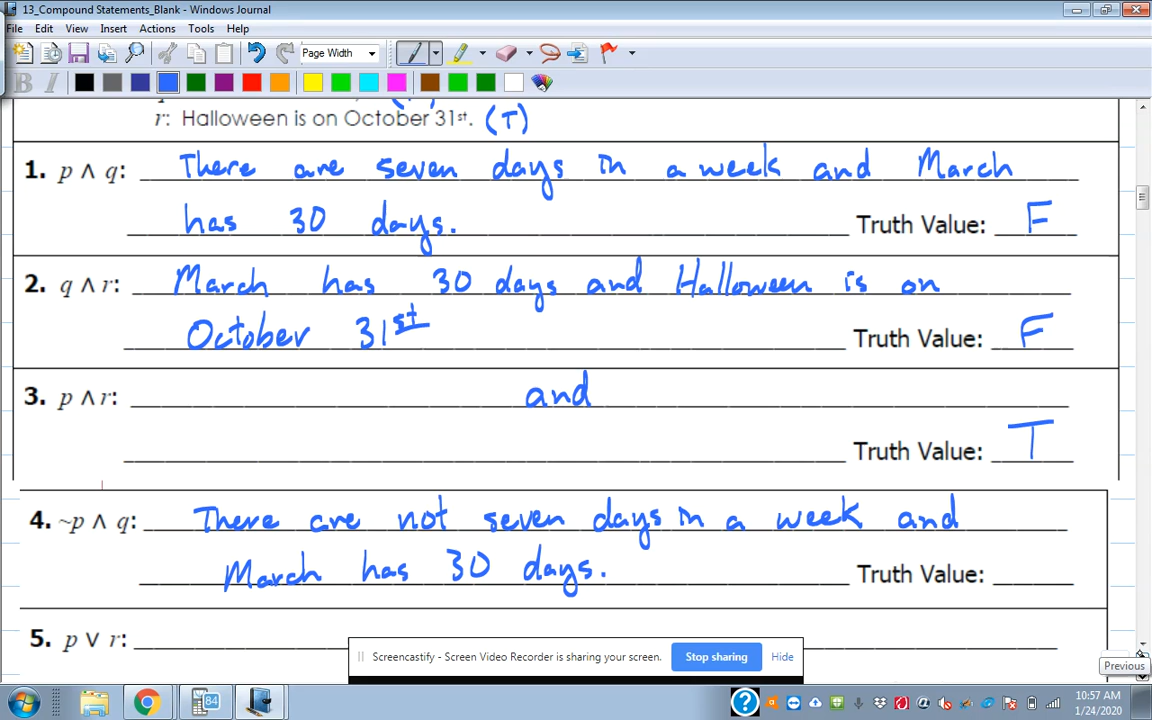 13_Compound Statements_Blank - Windows Journal
File Edit View Insert Actions Tools Help
Page Width
B I
r: Halloween is on October 31st. (T)
1. p ∧ q: There are seven days in a week and March
has 30 days. Truth Value: F
2. q ∧ r: March has 30 days and Halloween is on
October 31st Truth Value: F
3. p ∧ r: and
Truth Value: T
4. ~p ∧ q: There are not seven days in a week and
March has 30 days. Truth Value:
5. p ∨ r:
Screencastify - Screen Video Recorder is sharing your screen. Stop sharing Hide
Previous
84
10:57 AM
1/24/2020